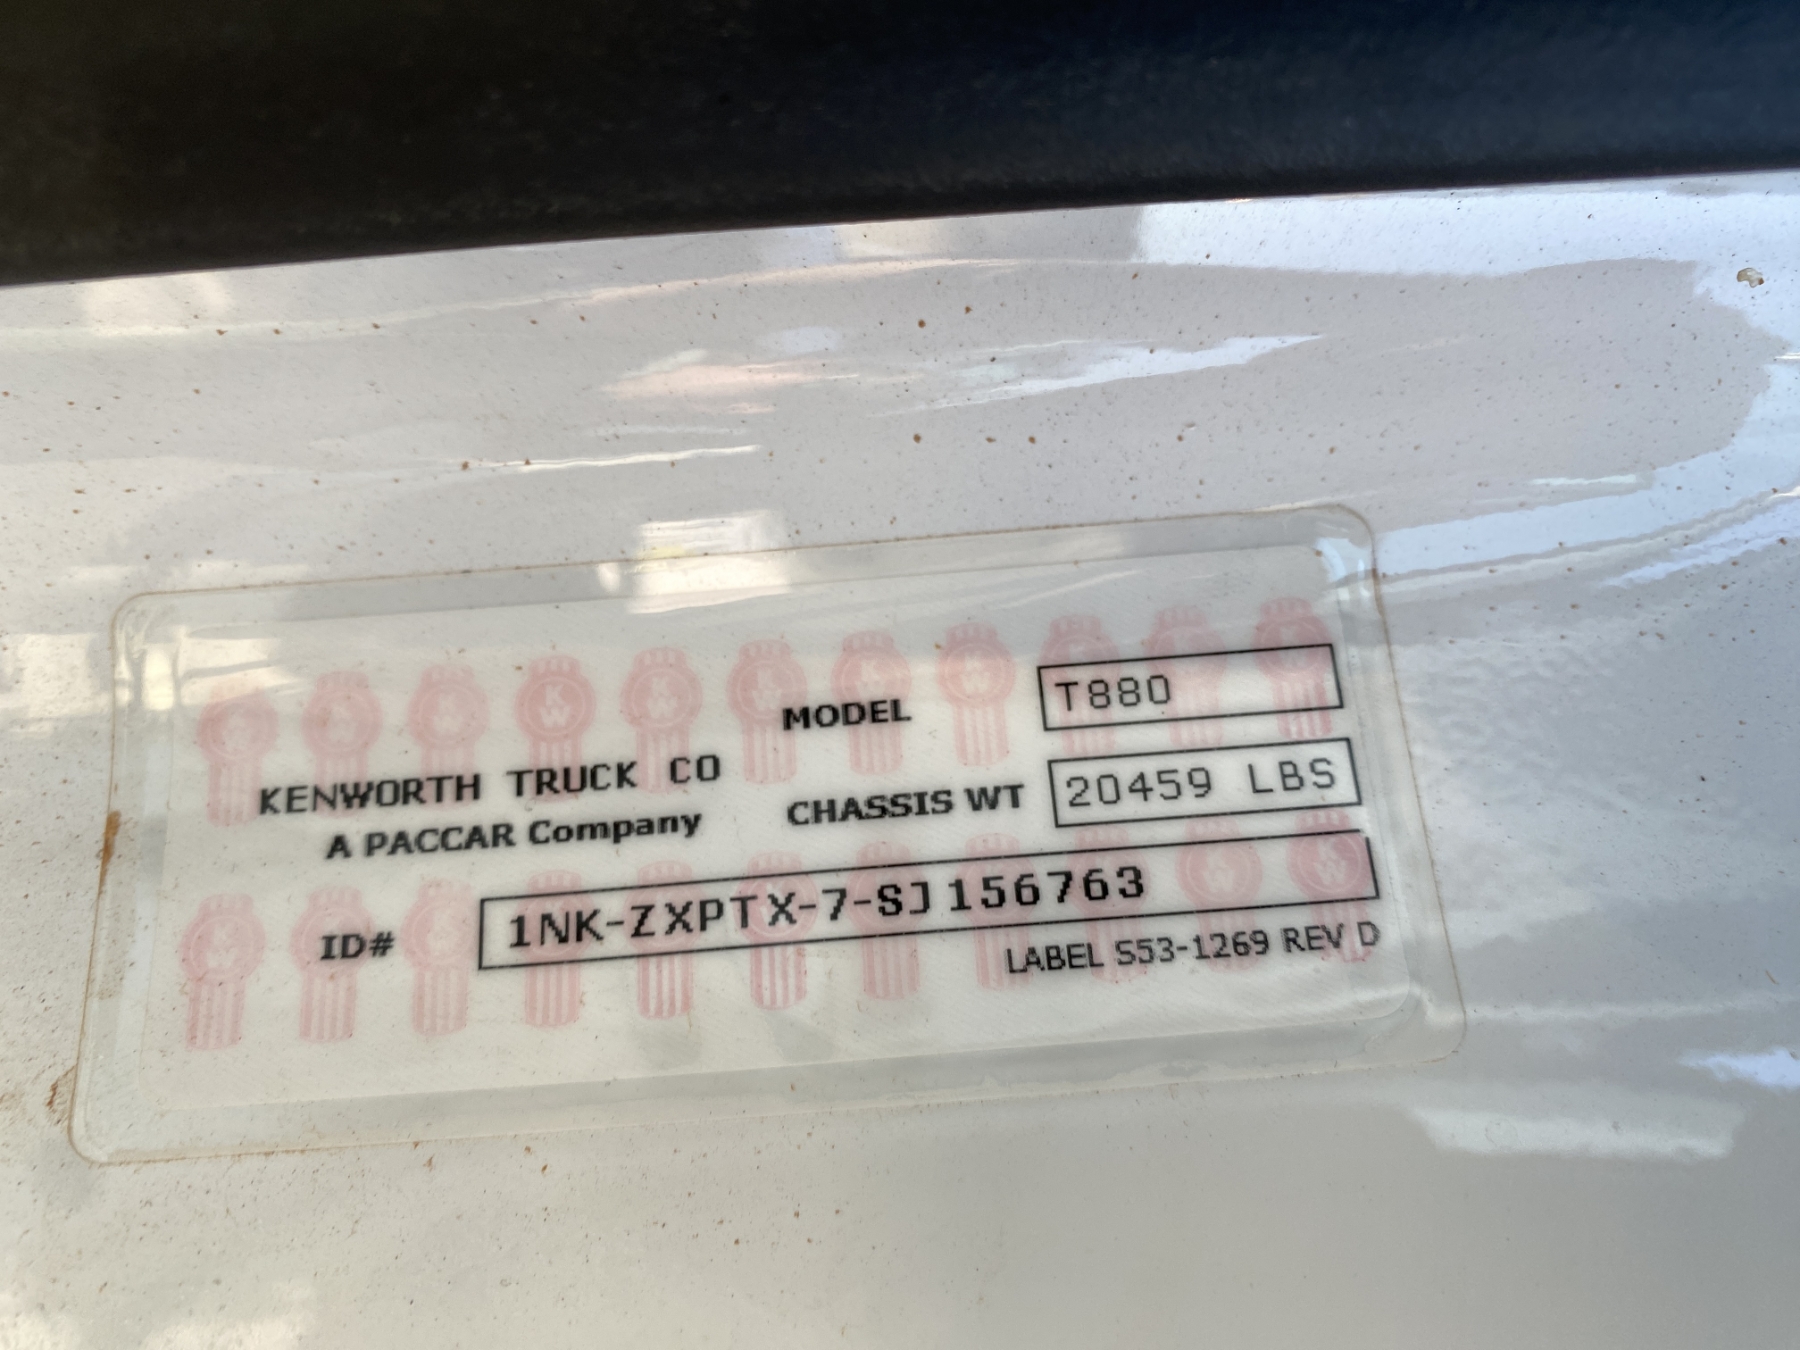 MODEL T880
KENWORTH TRUCK CO
A PACCAR Company
CHASSIS WT 20459 LBS
ID# 1NK-ZXPTX-7-SJ156763
LABEL S53-1269 REV D